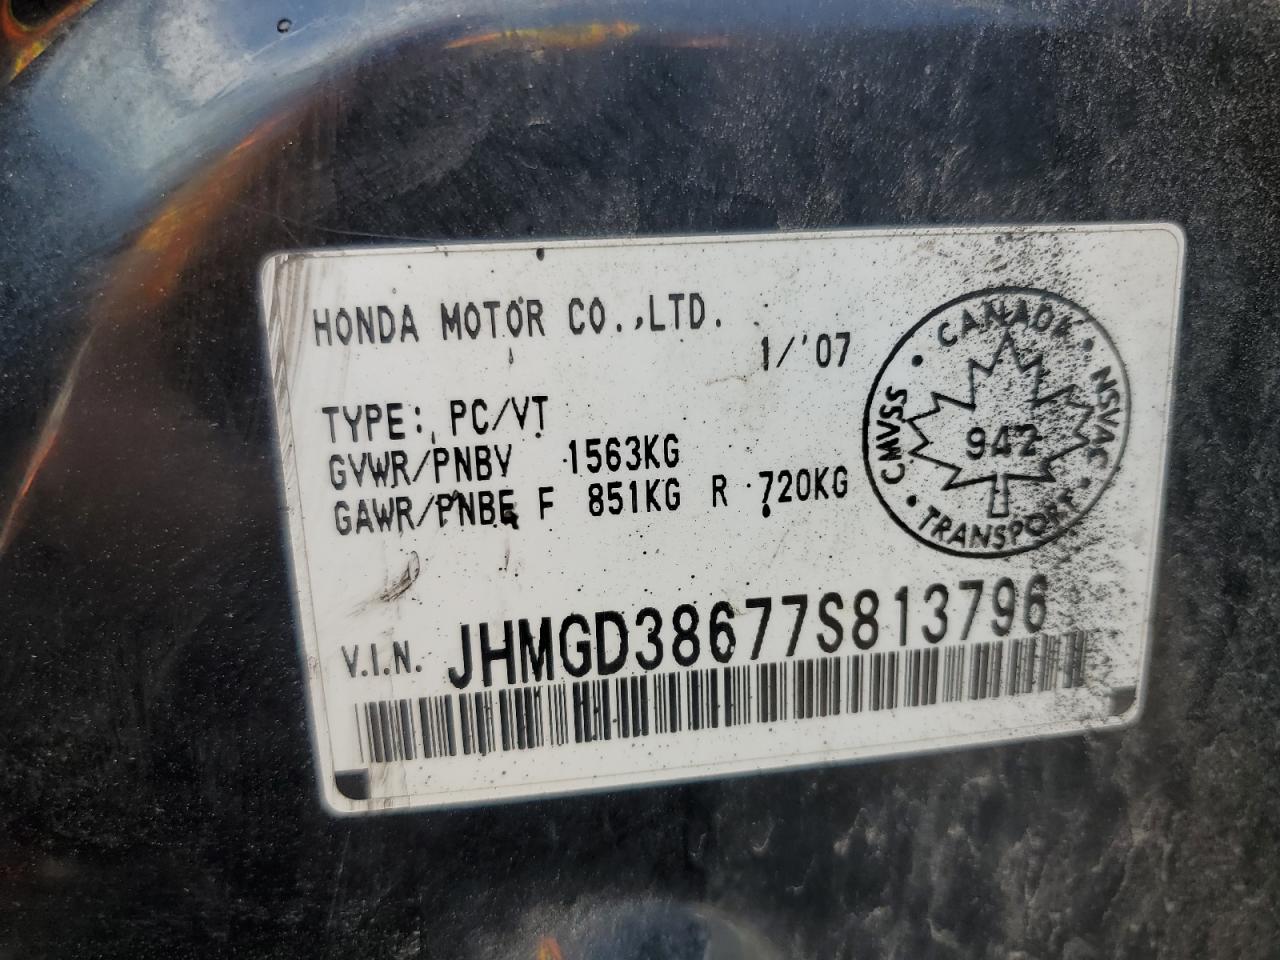 HONDA MOTOR CO.,LTD.
1/'07
TYPE: PC/VT
GVWR/PNBV 1563KG
GAWR/PNBE F 851KG R 720KG
CANADA
CMVSS • NSVAC
TRANSPORT
V.I.N. JHMGD38677S813796